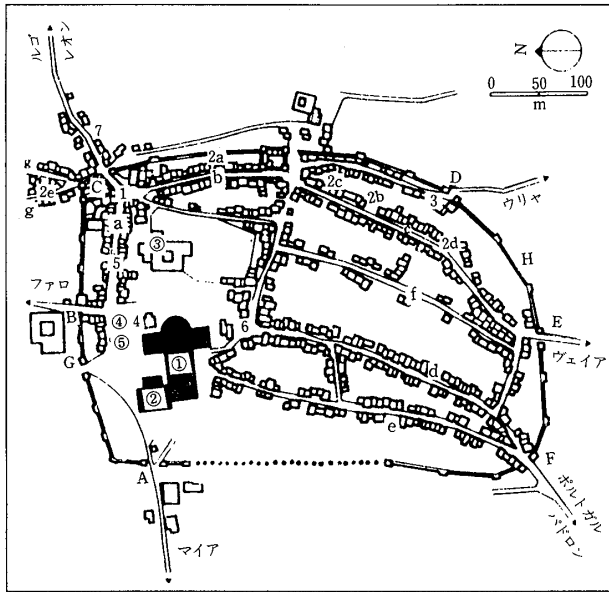 ルゴ
レオン
N
0 50 100
m
7
g
2e
g
C
1
2a
b
2c
2b
D
3
ウリャ
a
③
2d
H
5
ファロ
B
④
4
⑤
6
f
E
ヴェイア
G
①
②
d
e
A
F
ポルトガル
パドロン
マイア